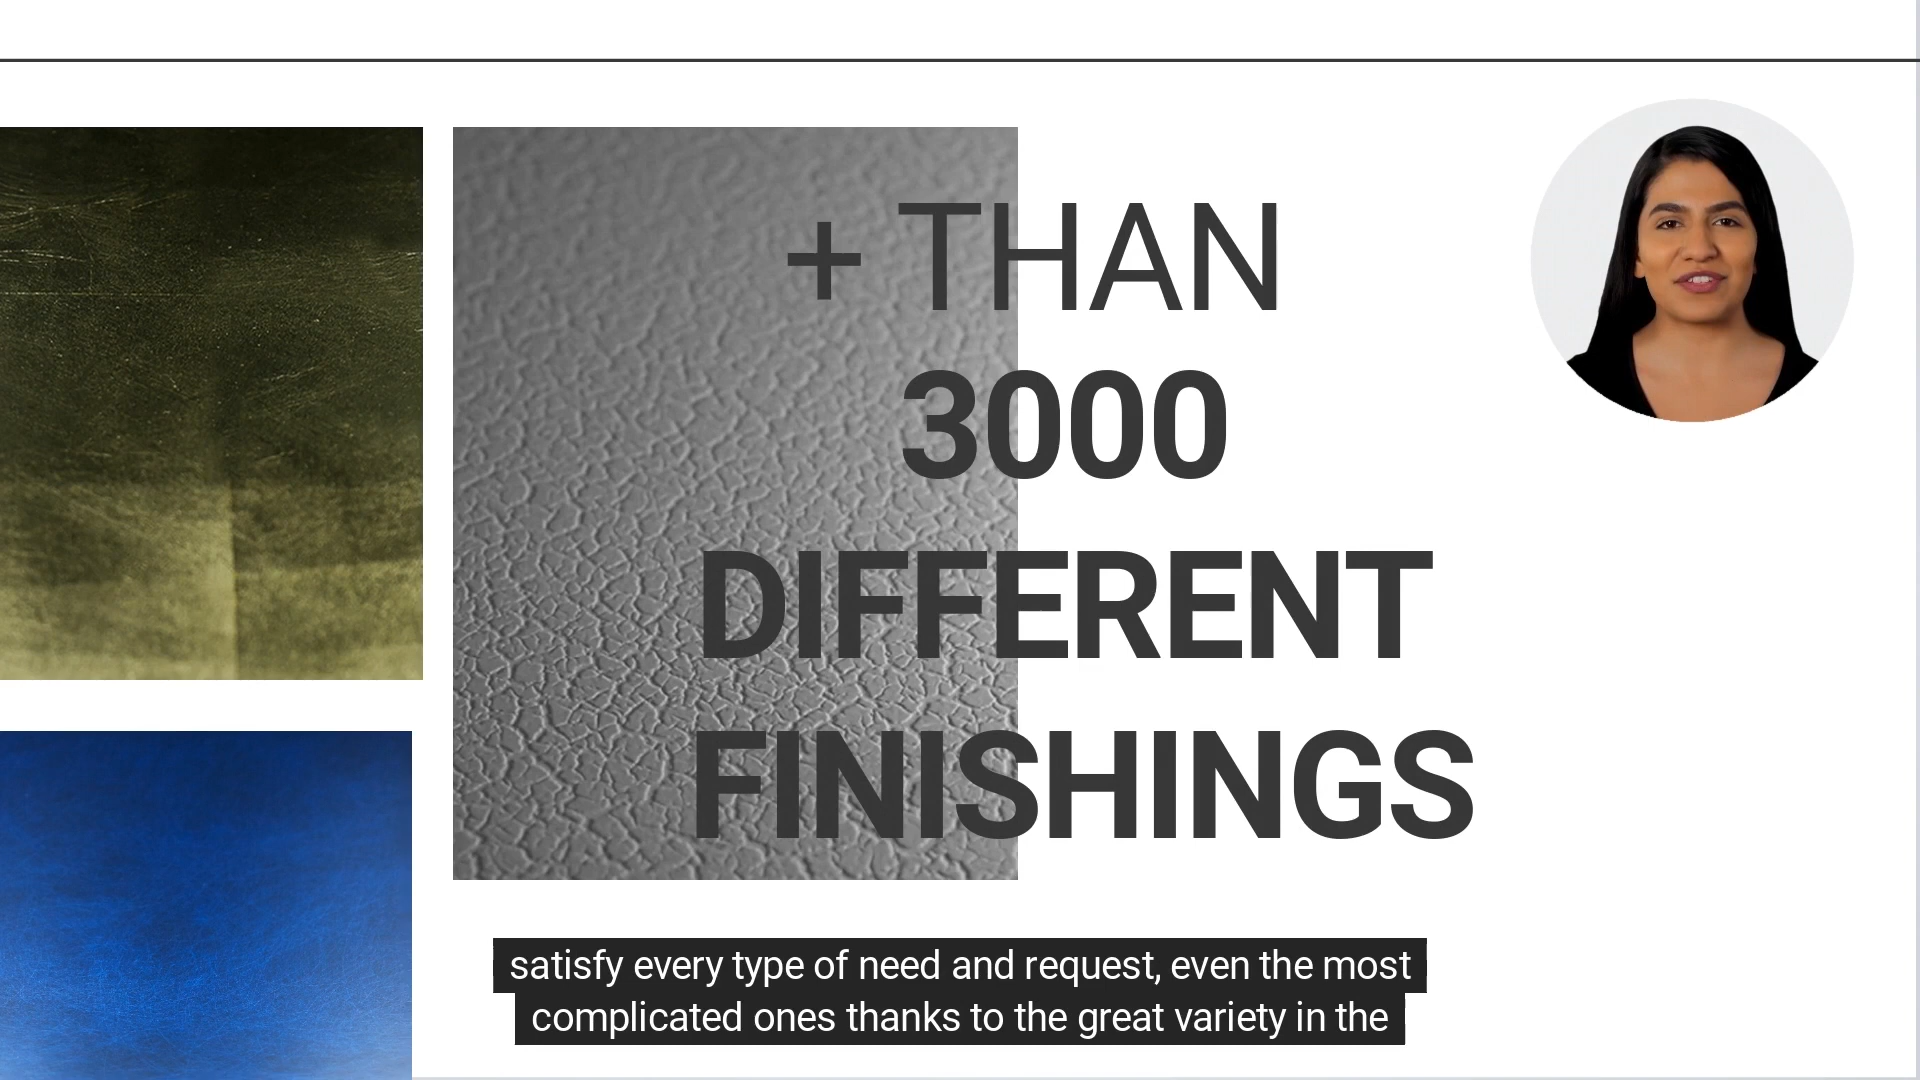 + THAN
3000
DIFFERENT
FINISHINGS
satisfy every type of need and request, even the most
complicated ones thanks to the great variety in the